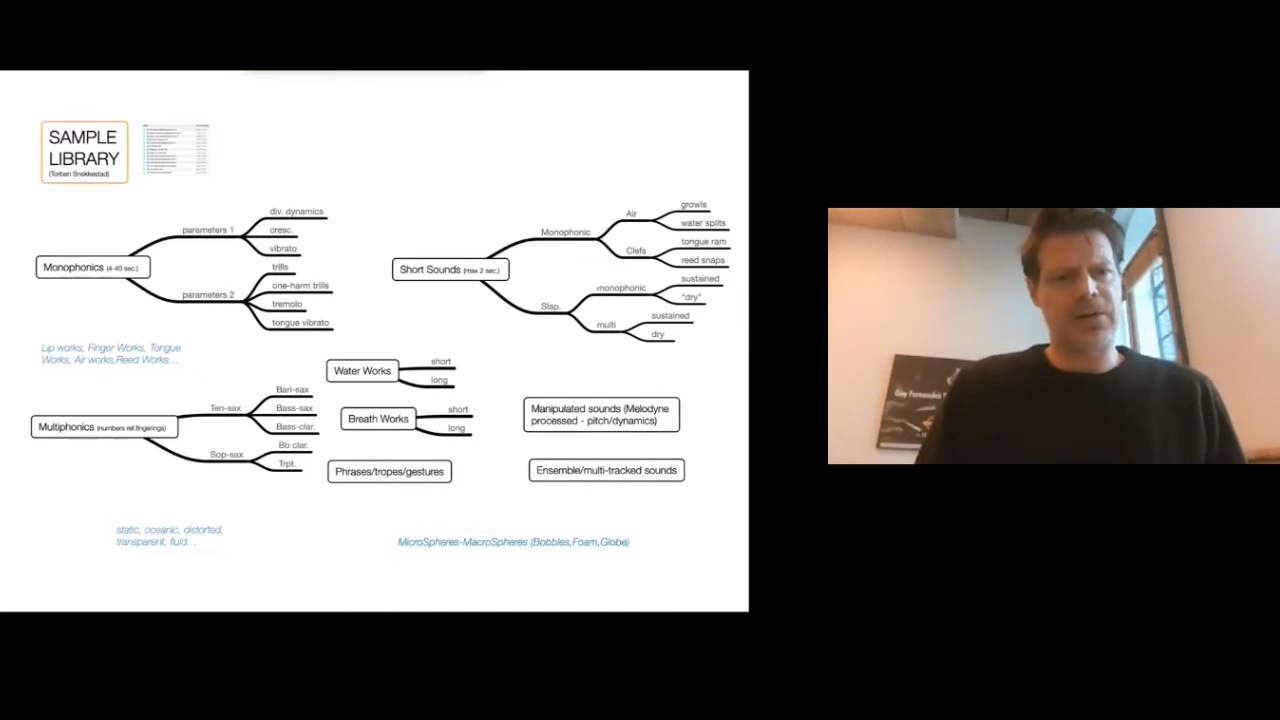 SAMPLE
LIBRARY
(Torben Snekkestad)
Monophonics (4-40 sec.)
parameters 1
div. dynamics
cresc.
vibrato
parameters 2
trills
one-harm trills
tremolo
tongue vibrato
Lip works, Finger Works, Tongue
Works, Air works,Reed Works...
Short Sounds (max 2 sec.)
Monophonic
Air
growls
water splits
Clefs
tongue ram
reed snaps
Slap.
monophonic
sustained
"dry"
multi
sustained
dry
Multiphonics (numbers ref.fingerings)
Ten-sax
Bari-sax
Bass-sax
Bass-clar.
Sop-sax
Bb clar.
Trpt.
Water Works
short
long
Breath Works
short
long
Phrases/tropes/gestures
Manipulated sounds (Melodyne
processed - pitch/dynamics)
Ensemble/multi-tracked sounds
static, oceanic, distorted,
transparent, fluid...
MicroSpheres-MacroSpheres (Bobbles,Foam,Globe)